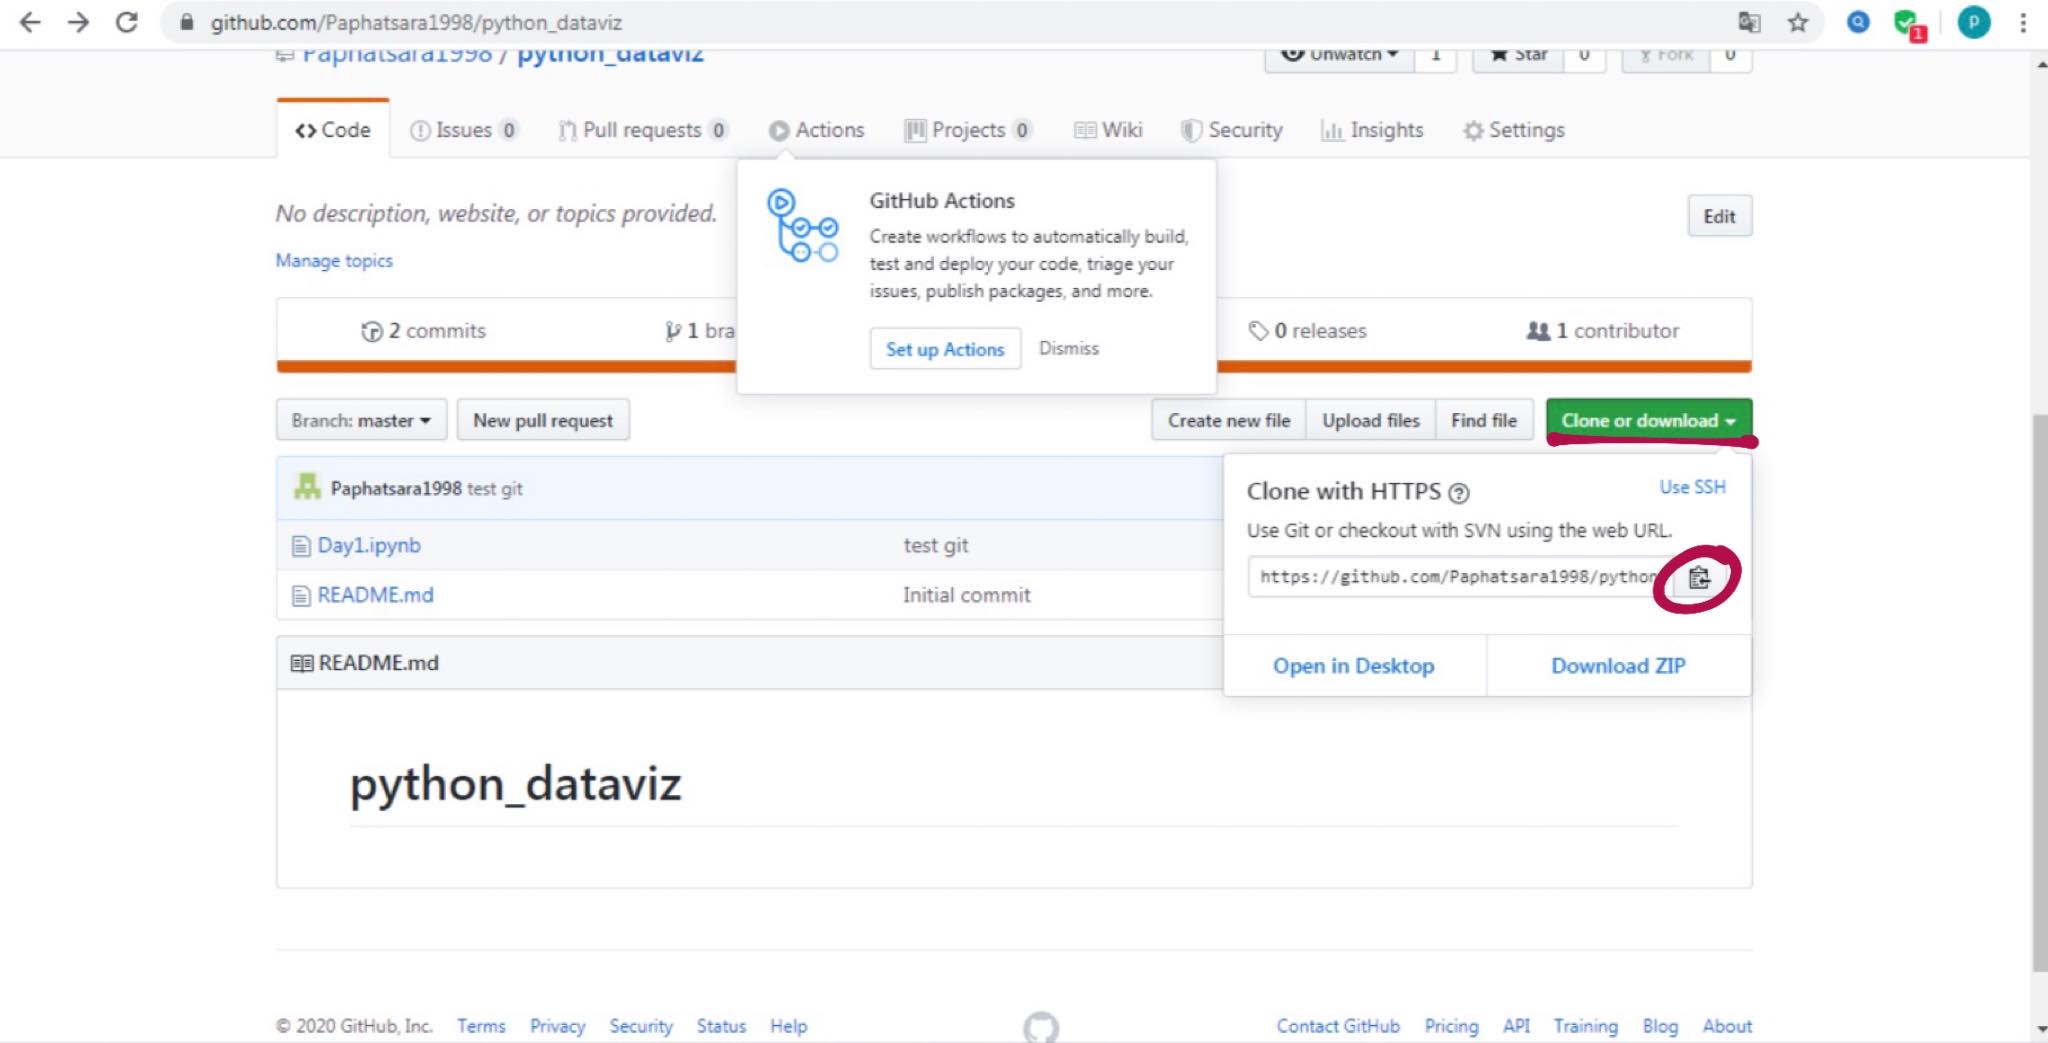 github.com/Paphatsara1998/python_dataviz
1
P
Paphatsara1998 / python_dataviz
Unwatch 1 Star 0 Fork 0
Code Issues 0 Pull requests 0 Actions Projects 0 Wiki Security Insights Settings
No description, website, or topics provided.
Edit
Manage topics
GitHub Actions
Create workflows to automatically build,
test and deploy your code, triage your
issues, publish packages, and more.
Set up Actions Dismiss
2 commits 1 bra 0 releases 1 contributor
Branch: master New pull request Create new file Upload files Find file Clone or download
Paphatsara1998 test git
Day1.ipynb test git
README.md Initial commit
Clone with HTTPS Use SSH
Use Git or checkout with SVN using the web URL.
https://github.com/Paphatsara1998/python
Open in Desktop Download ZIP
README.md
python_dataviz
© 2020 GitHub, Inc. Terms Privacy Security Status Help Contact GitHub Pricing API Training Blog About